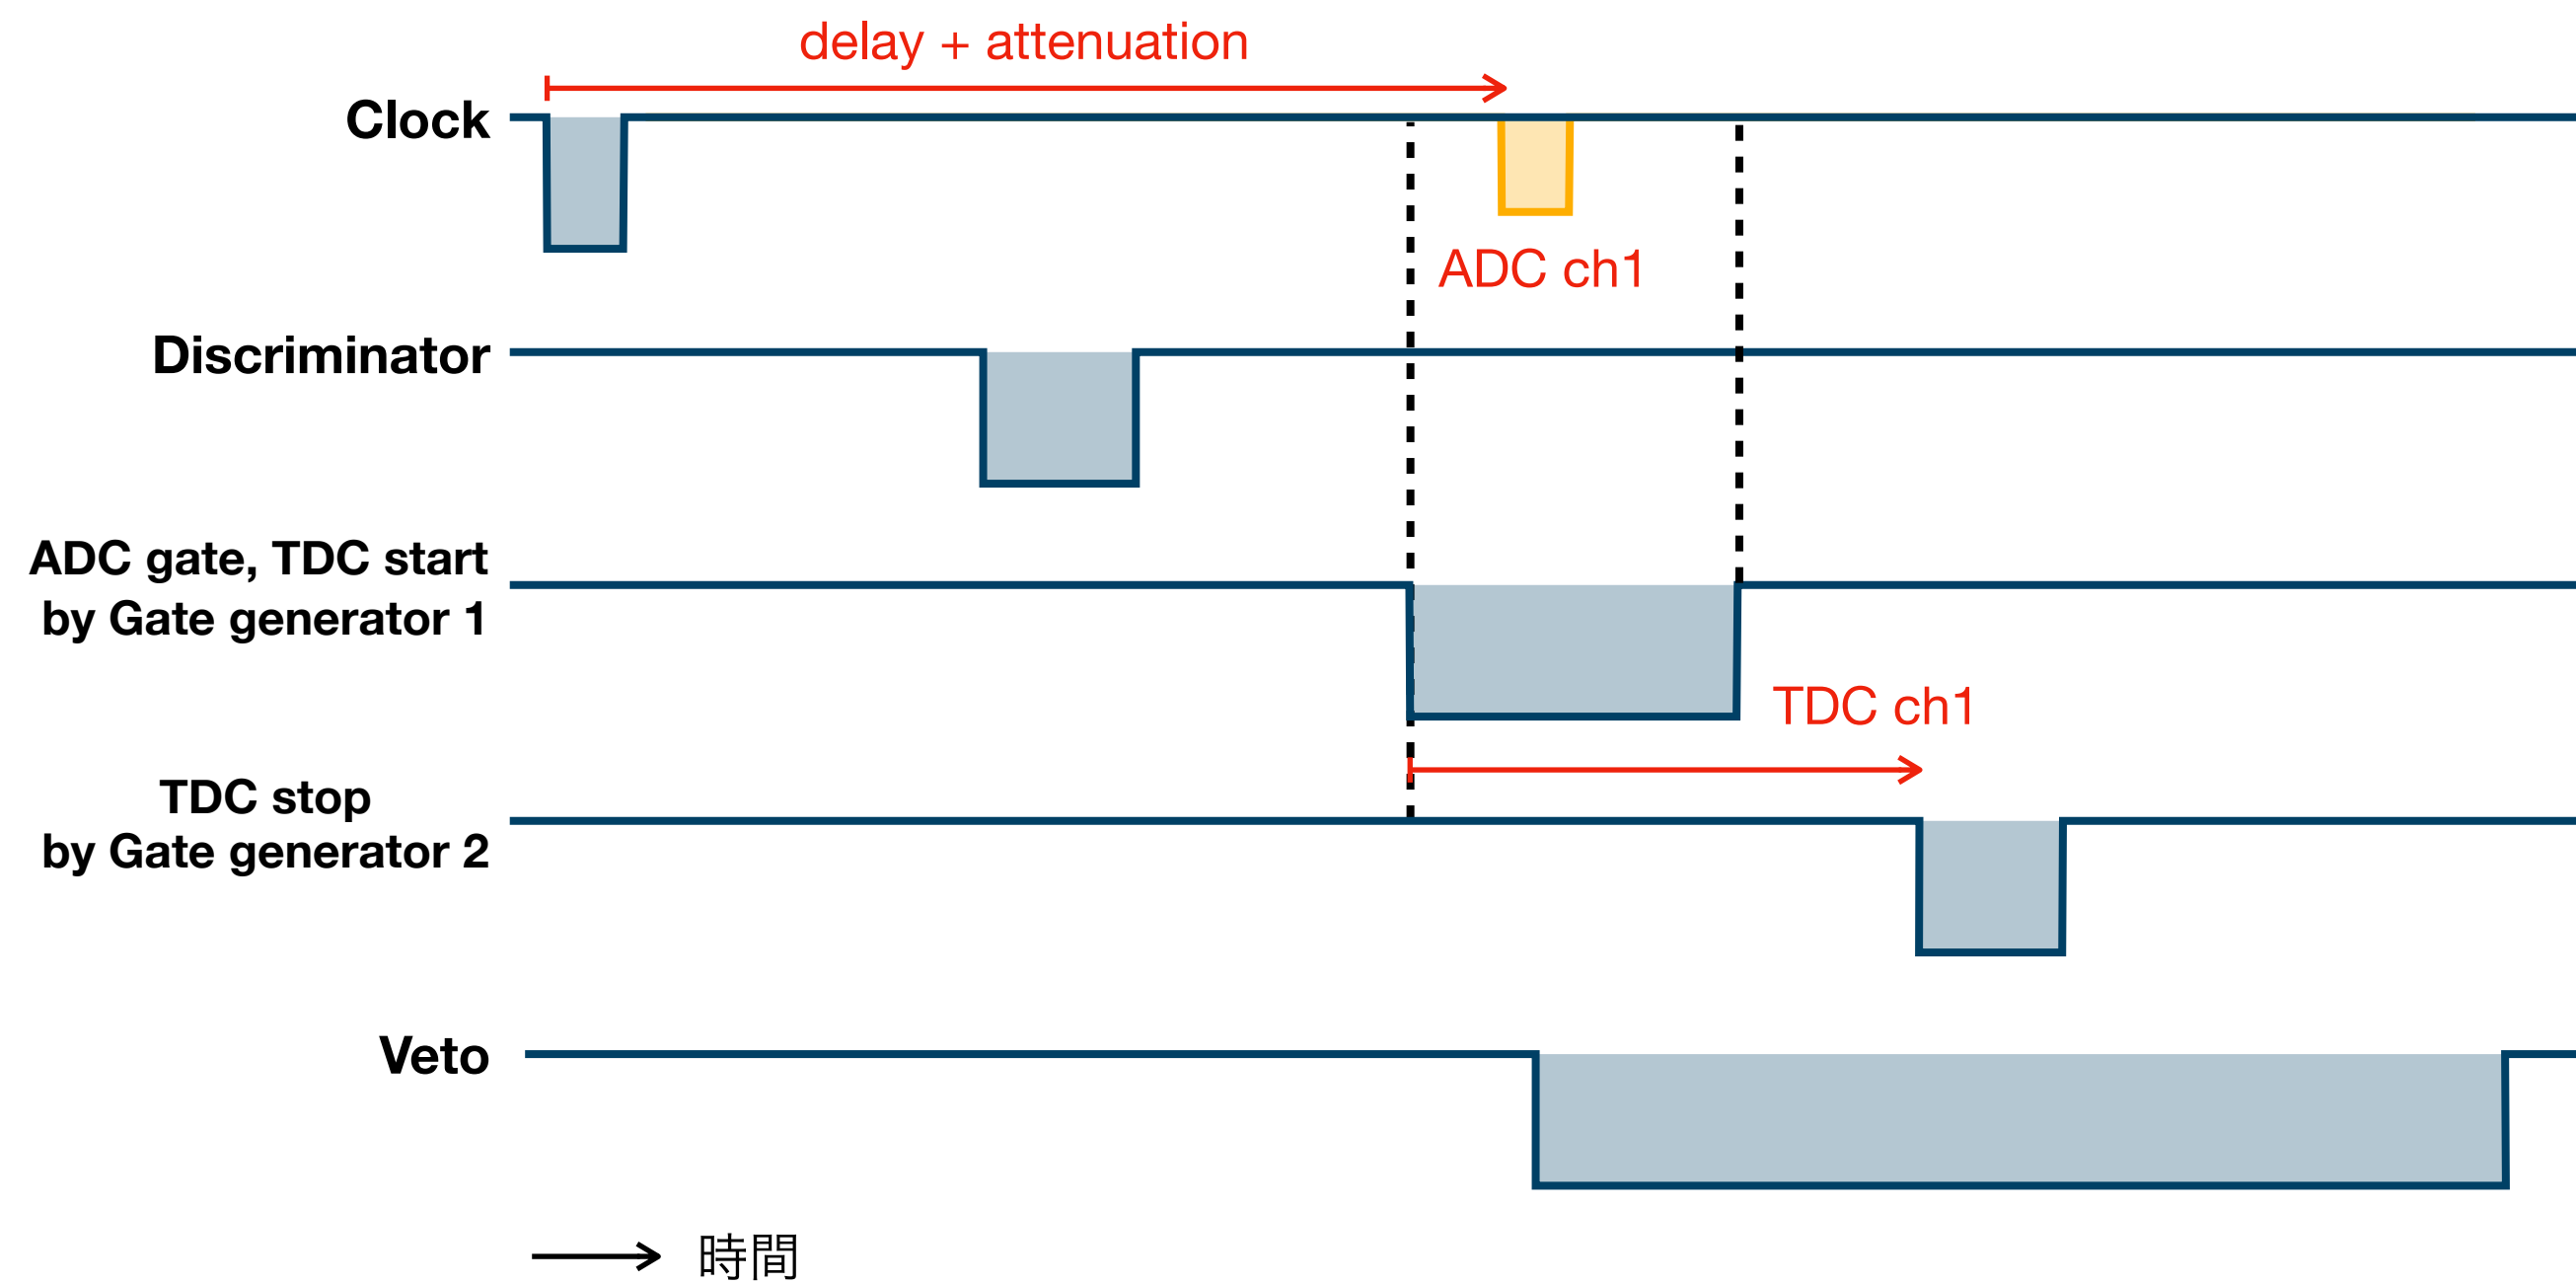 delay + attenuation
Clock
ADC ch1
Discriminator
ADC gate, TDC start
by Gate generator 1
TDC ch1
TDC stop
by Gate generator 2
Veto
時間